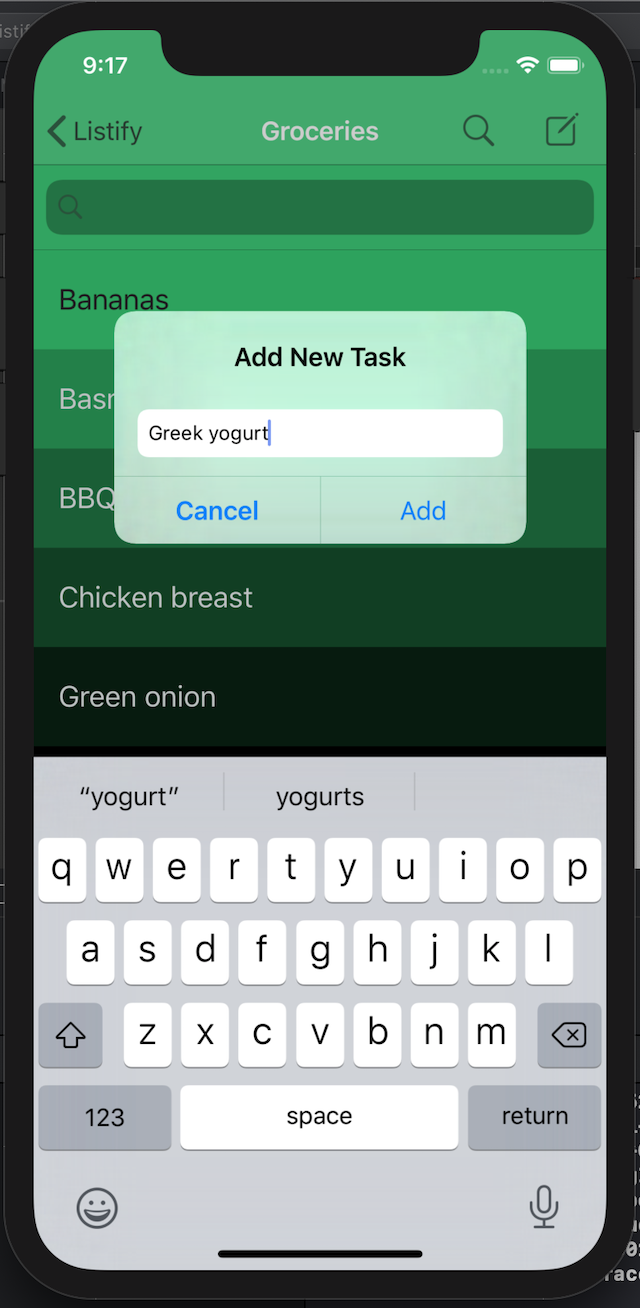 9:17
Listify
Groceries
Bananas
Add New Task
Greek yogurt
BBQ
Cancel
Add
Chicken breast
Green onion
“yogurt”
yogurts
q w e r t y u i o p
a s d f g h j k l
z x c v b n m
123
space
return